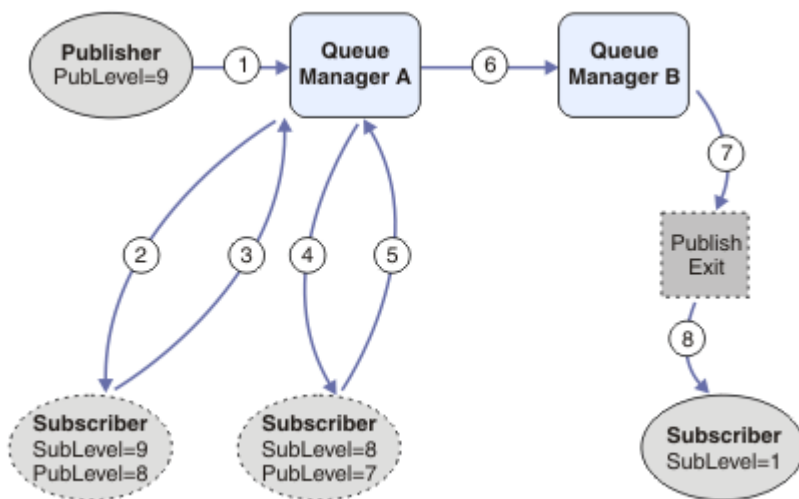 Publisher
PubLevel=9
1
Queue
Manager A
6
Queue
Manager B
7
2
3
4
5
Publish
Exit
8
Subscriber
SubLevel=9
PubLevel=8
Subscriber
SubLevel=8
PubLevel=7
Subscriber
SubLevel=1